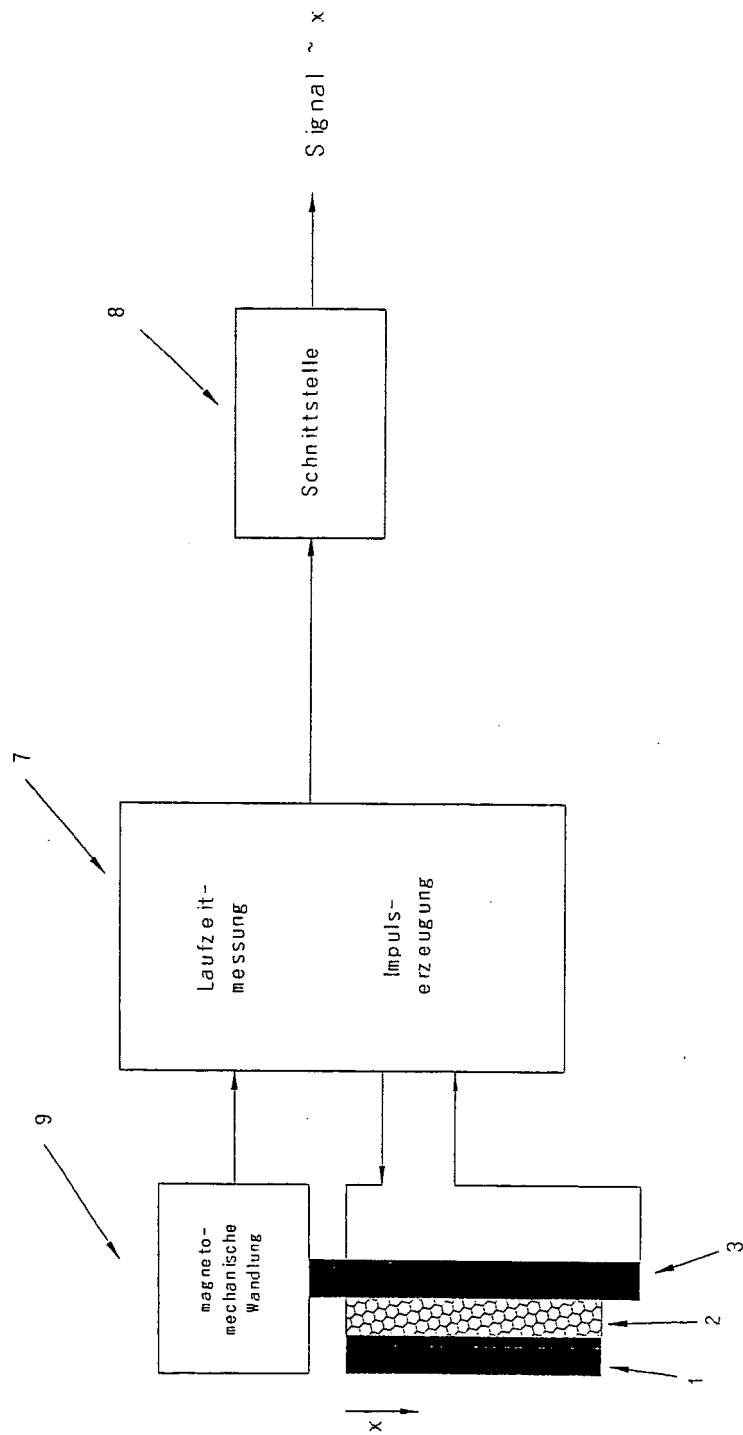 9
7
8
magneto-
mechanische
Wandlung
Laufzeit-
messung
Impuls-
erzeugung
Schnittstelle
Signal ~ x
x
1
2
3